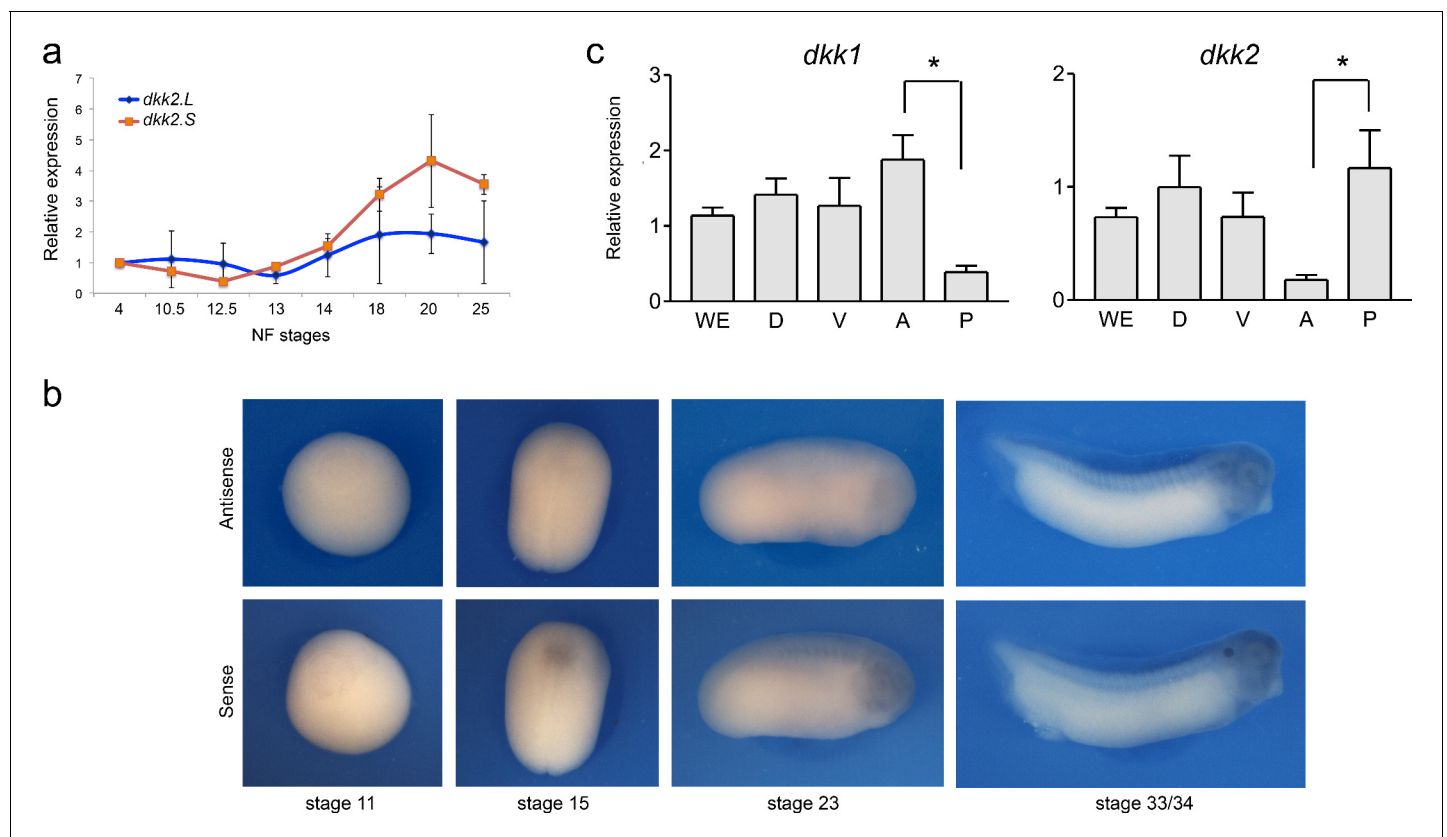 a
7
6
5
4
3
2
1
0
Relative expression
dkk2.L
dkk2.S
4 10.5 12.5 13 14 18 20 25
NF stages
c
dkk1
*
3
2
1
0
Relative expression
WE D V A P
dkk2
*
2
1
0
WE D V A P
b
Antisense
Sense
stage 11 stage 15 stage 23 stage 33/34